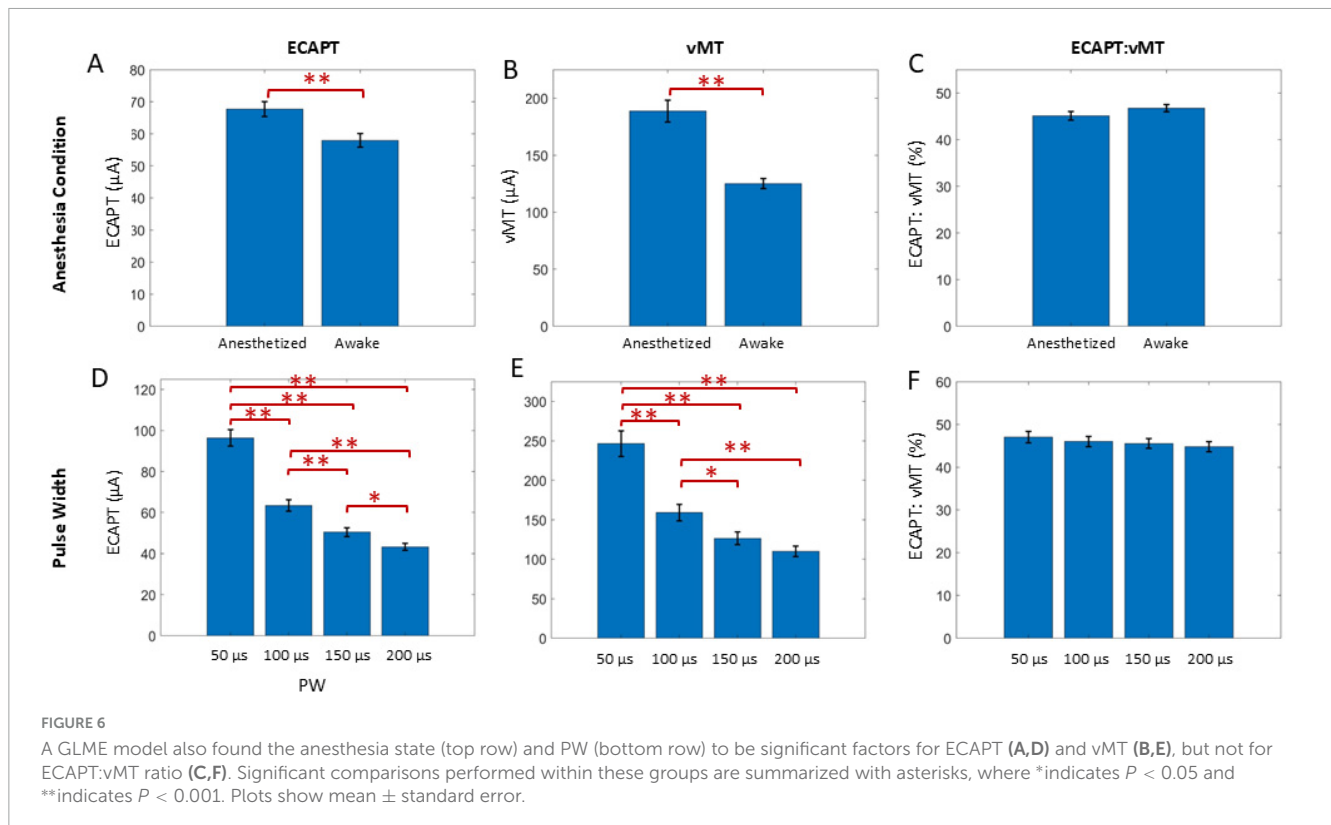 ECAPT
vMT
ECAPT:vMT
Anesthesia Condition
A
80
70
60
50
40
30
20
10
0
ECAPT (µA)
**
Anesthetized
Awake
B
200
150
100
50
0
vMT (µA)
**
Anesthetized
Awake
C
50
40
30
20
10
0
ECAPT: vMT (%)
Anesthetized
Awake
Pulse Width
D
120
100
80
60
40
20
0
ECAPT (µA)
**
**
**
**
**
*
50 µs 100 µs 150 µs 200 µs
PW
E
300
250
200
150
100
50
0
**
**
**
**
*
50 µs 100 µs 150 µs 200 µs
F
60
50
40
30
20
10
0
ECAPT: vMT (%)
50 µs 100 µs 150 µs 200 µs
FIGURE 6
A GLME model also found the anesthesia state (top row) and PW (bottom row) to be significant factors for ECAPT (A,D) and vMT (B,E), but not for
ECAPT:vMT ratio (C,F). Significant comparisons performed within these groups are summarized with asterisks, where *indicates P < 0.05 and
**indicates P < 0.001. Plots show mean ± standard error.